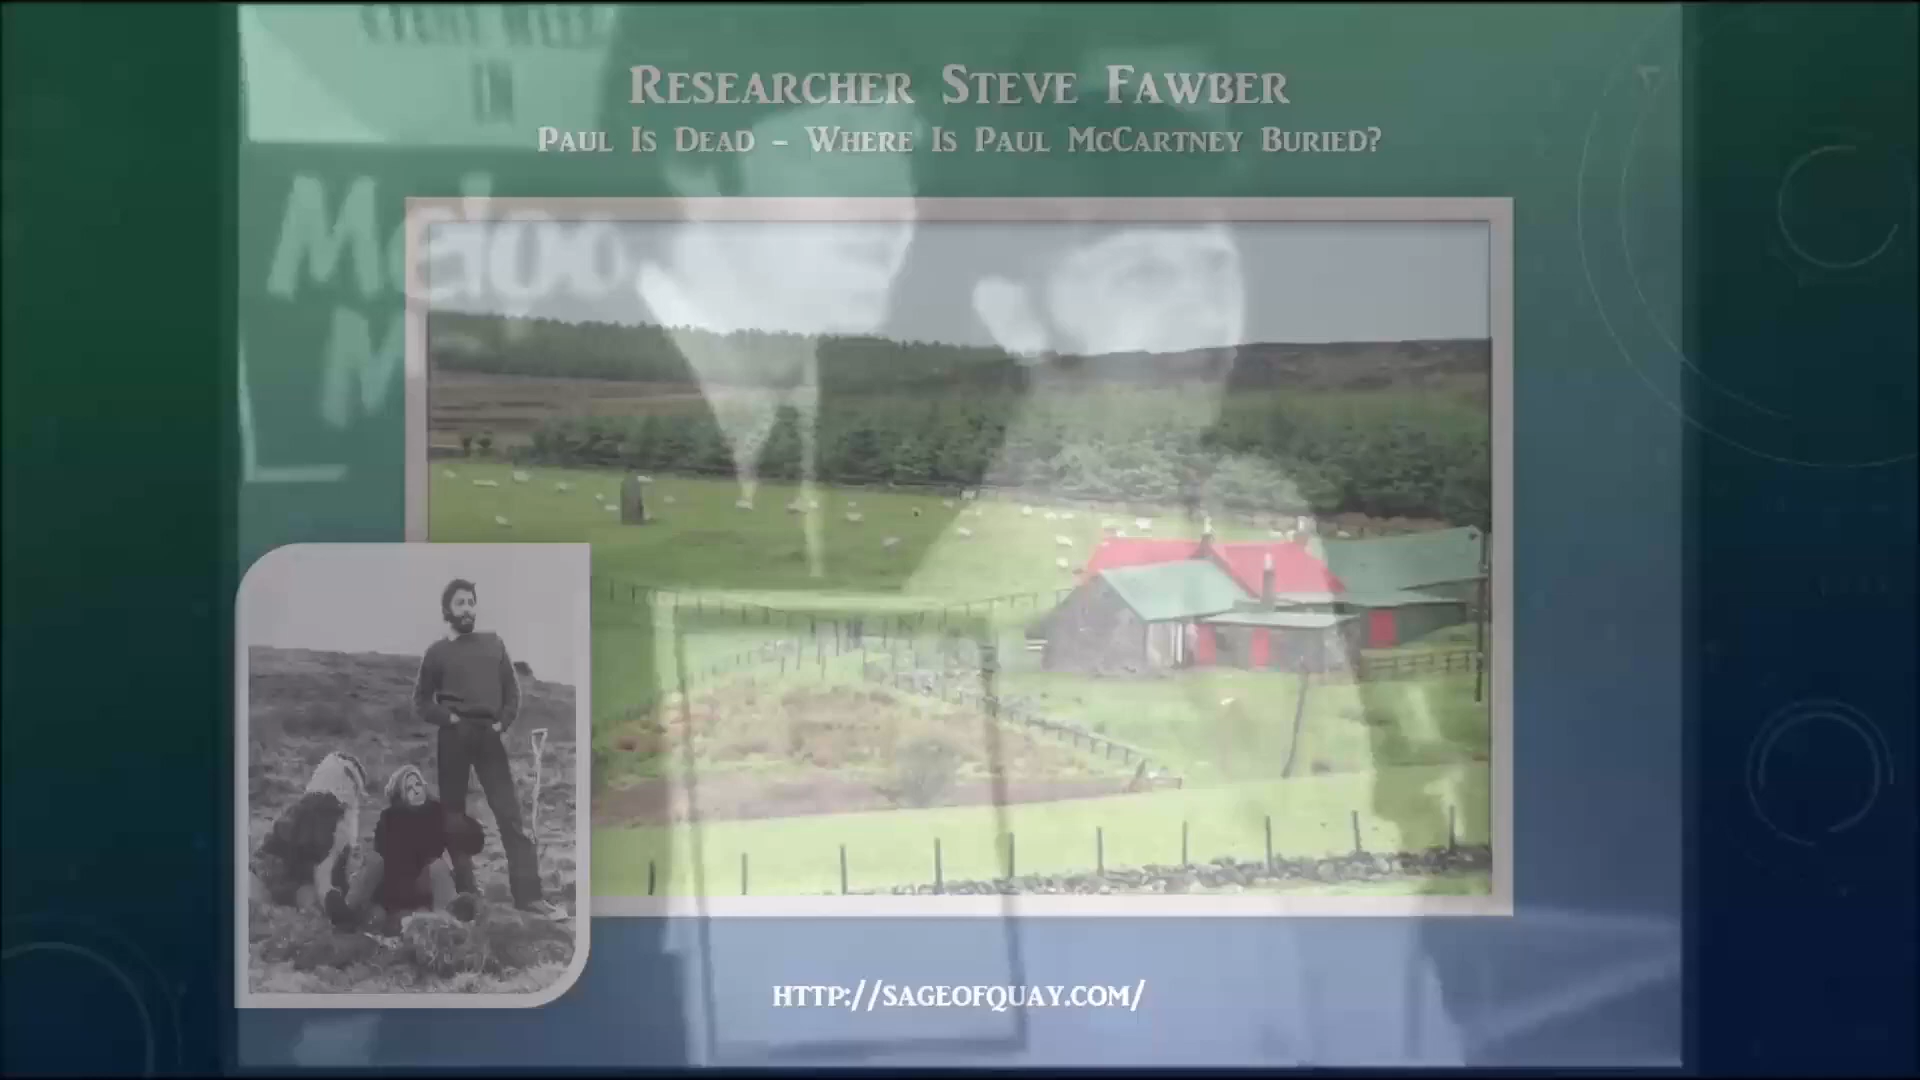 Researcher Steve Fawber
Paul Is Dead – Where Is Paul McCartney Buried?
http://sageofquay.com/